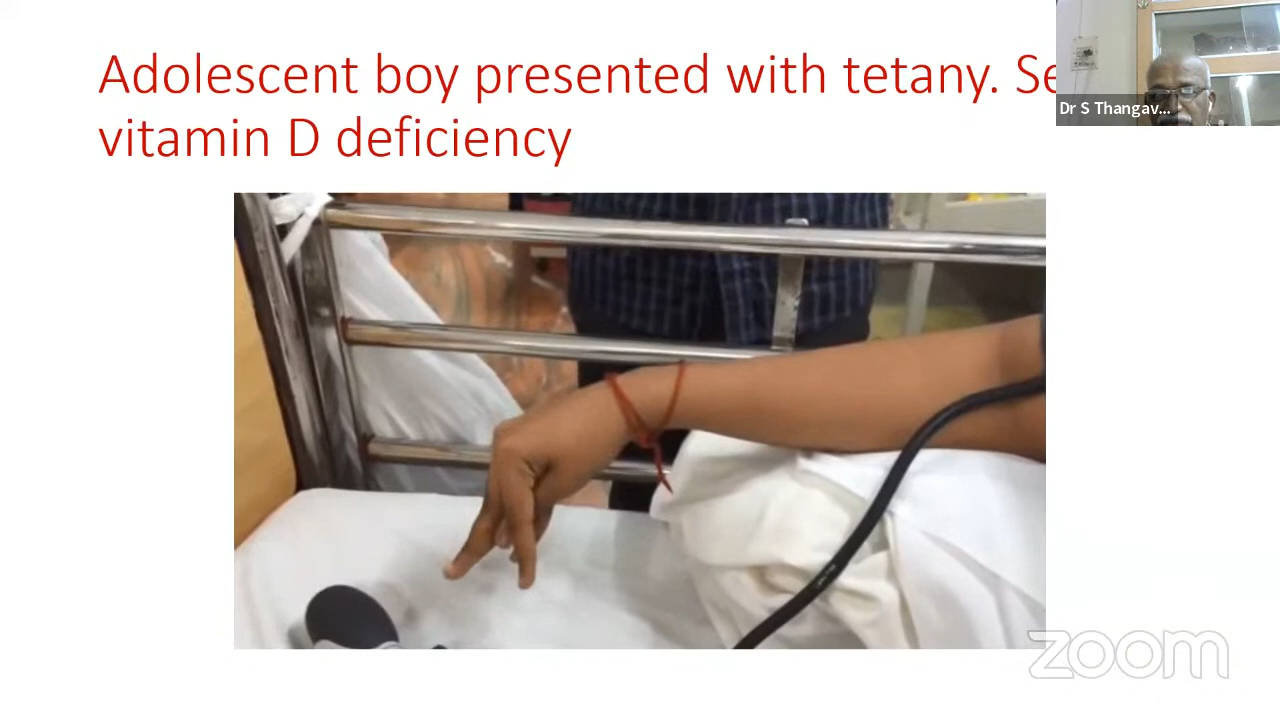 Adolescent boy presented with tetany. Se
vitamin D deficiency
Dr S Thangav...
zoom